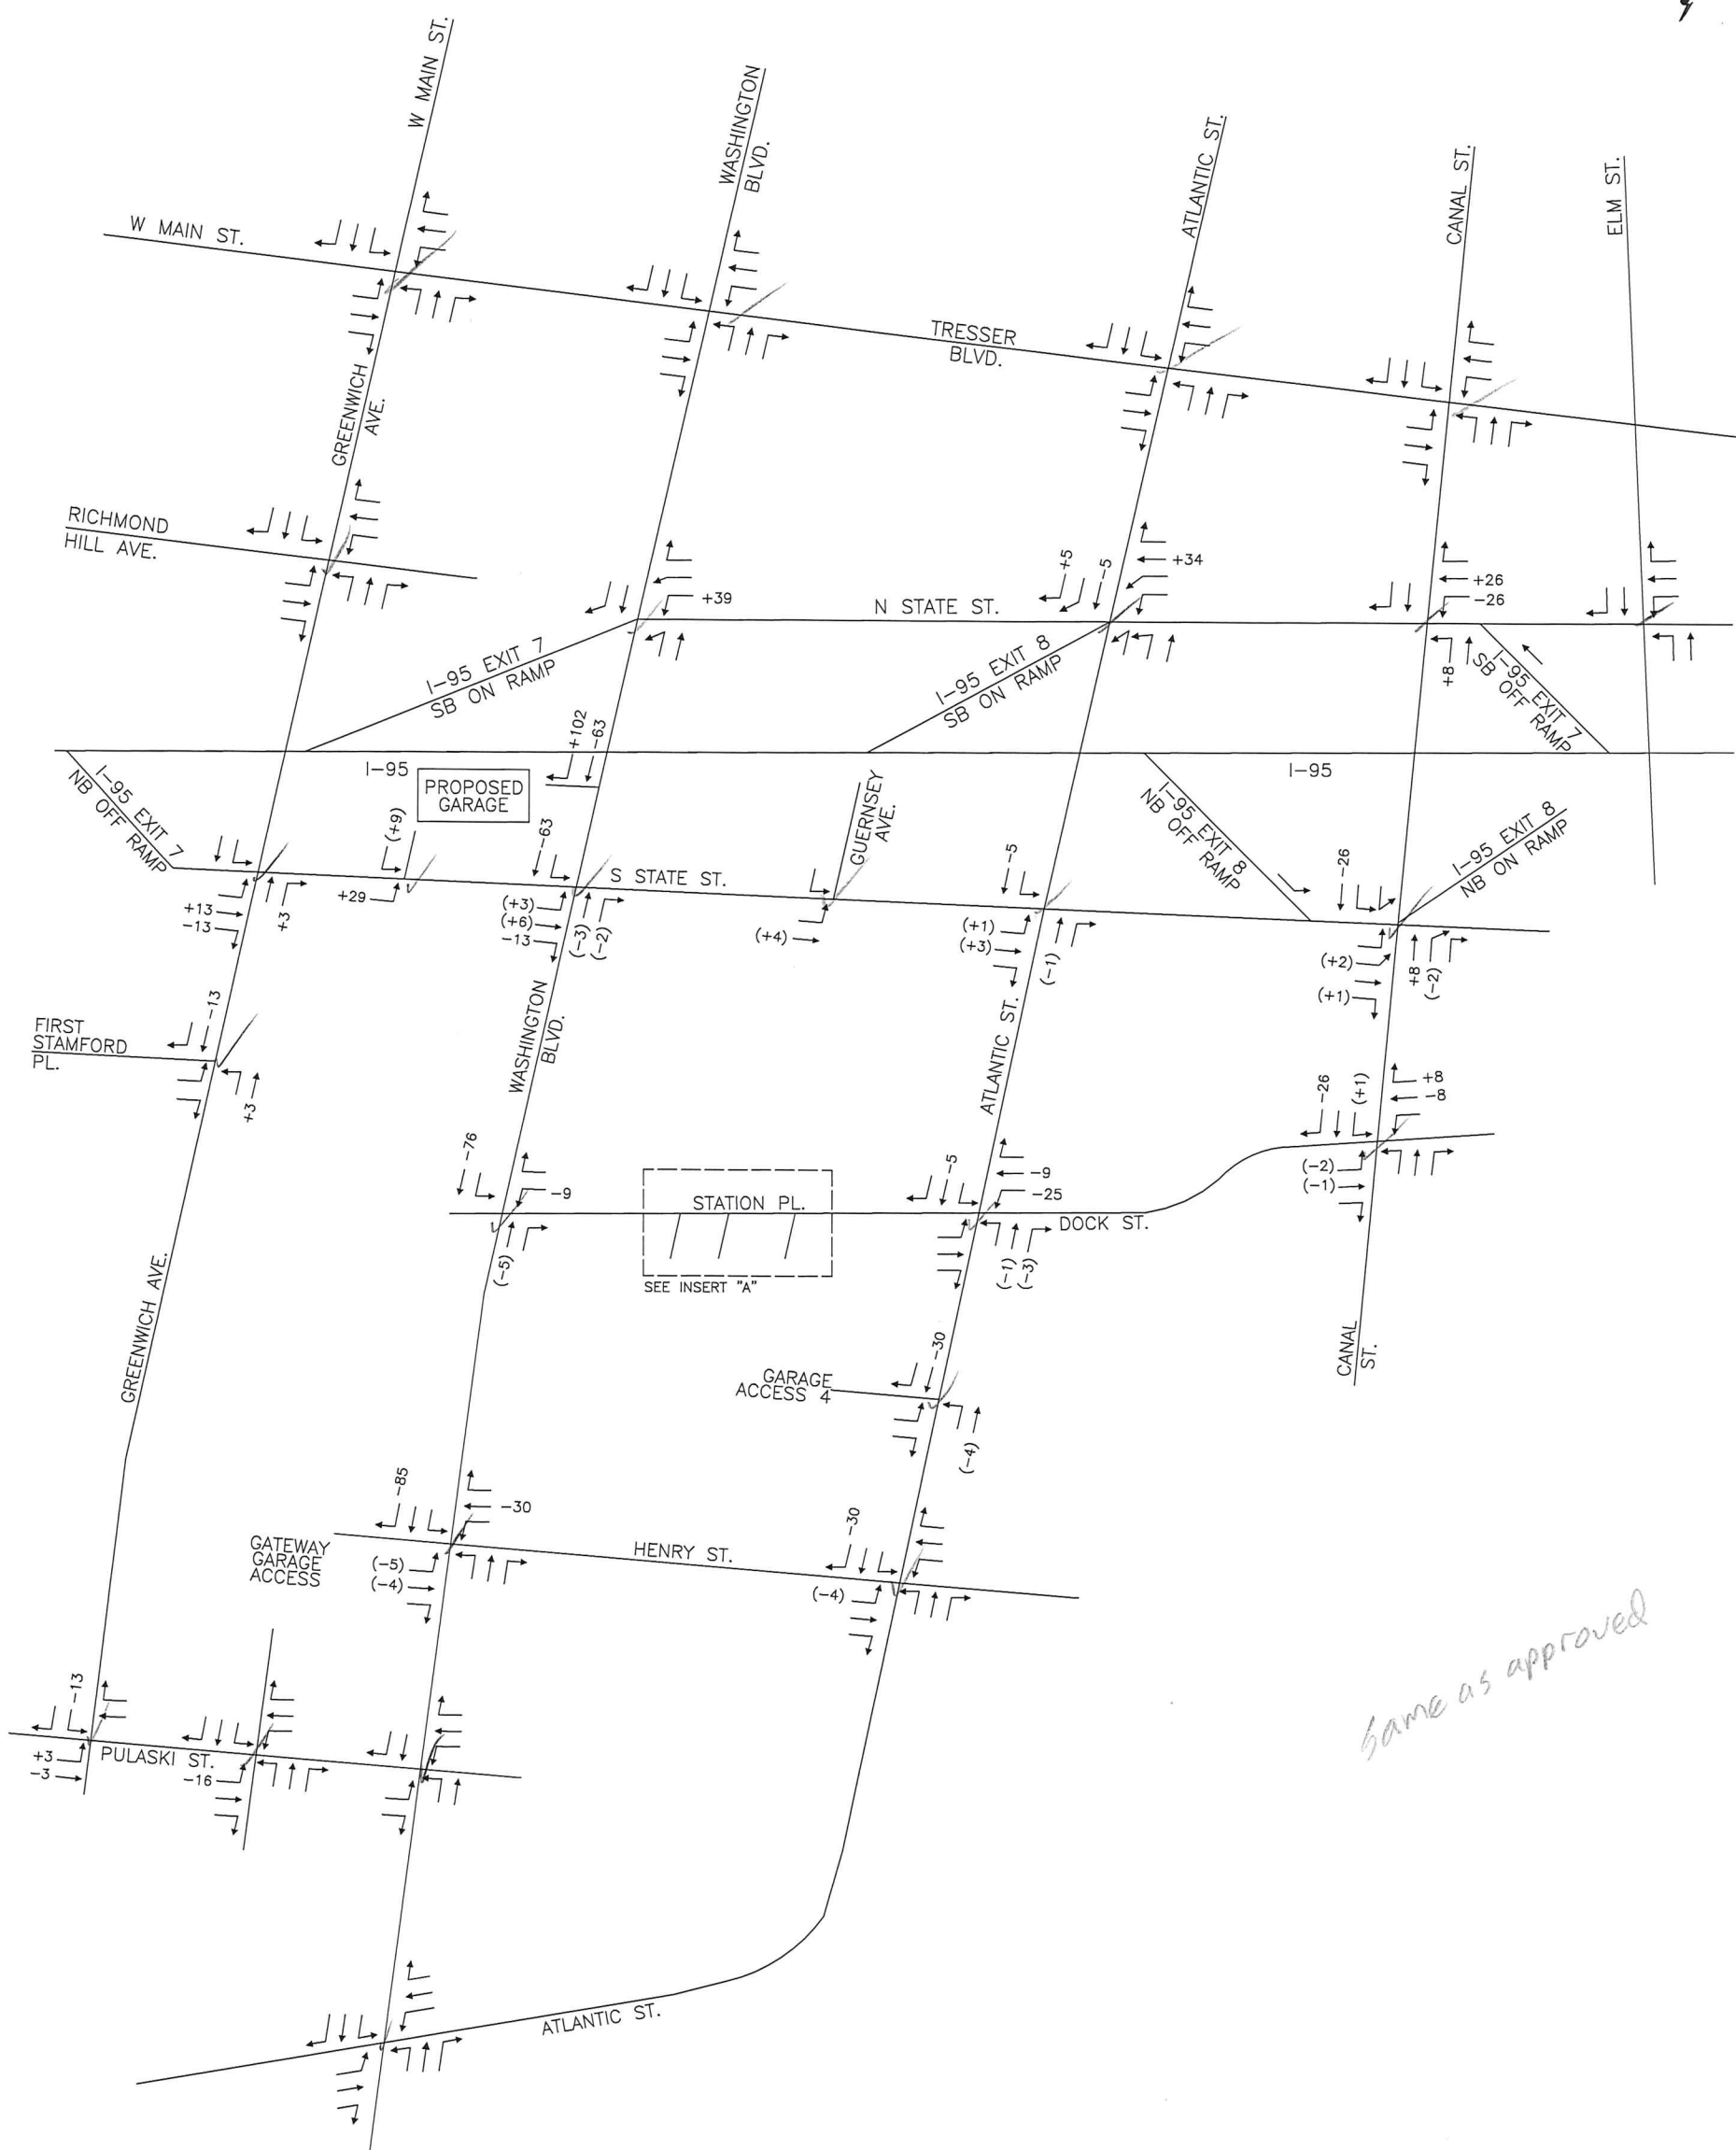 W MAIN ST.
WASHINGTON
BLVD.
ATLANTIC ST.
CANAL ST.
ELM ST.
W MAIN ST.
TRESSER
BLVD.
GREENWICH
AVE.
RICHMOND
HILL AVE.
+39
N STATE ST.
+5
-5
+34
+26
-26
+8
I-95 EXIT 7
SB ON RAMP
I-95 EXIT 8
SB ON RAMP
I-95 EXIT 7
SB OFF RAMP
+102
-63
I-95
I-95
PROPOSED
GARAGE
I-95 EXIT 7
NB OFF RAMP
GUERNSEY
AVE.
I-95 EXIT 8
NB OFF RAMP
I-95 EXIT 8
NB ON RAMP
(+9)
-63
S STATE ST.
-5
-26
+13
-13
+3
+29
(+3)
(+6)
-13
(-3)
(-2)
(+4)
(+1)
(+3)
(-1)
(+2)
(+1)
+8
(-2)
FIRST
STAMFORD
PL.
-13
+3
WASHINGTON
BLVD.
ATLANTIC ST.
-26
(+1)
+8
-8
(-2)
(-1)
-76
-9
(-5)
STATION PL.
SEE INSERT "A"
-5
-9
-25
(-1)
(-3)
DOCK ST.
GREENWICH AVE.
CANAL
ST.
GARAGE
ACCESS 4
-30
(-4)
GATEWAY
GARAGE
ACCESS
-85
-30
(-5)
(-4)
HENRY ST.
-30
(-4)
-13
+3
-3
PULASKI ST.
-16
ATLANTIC ST.
Same as approved